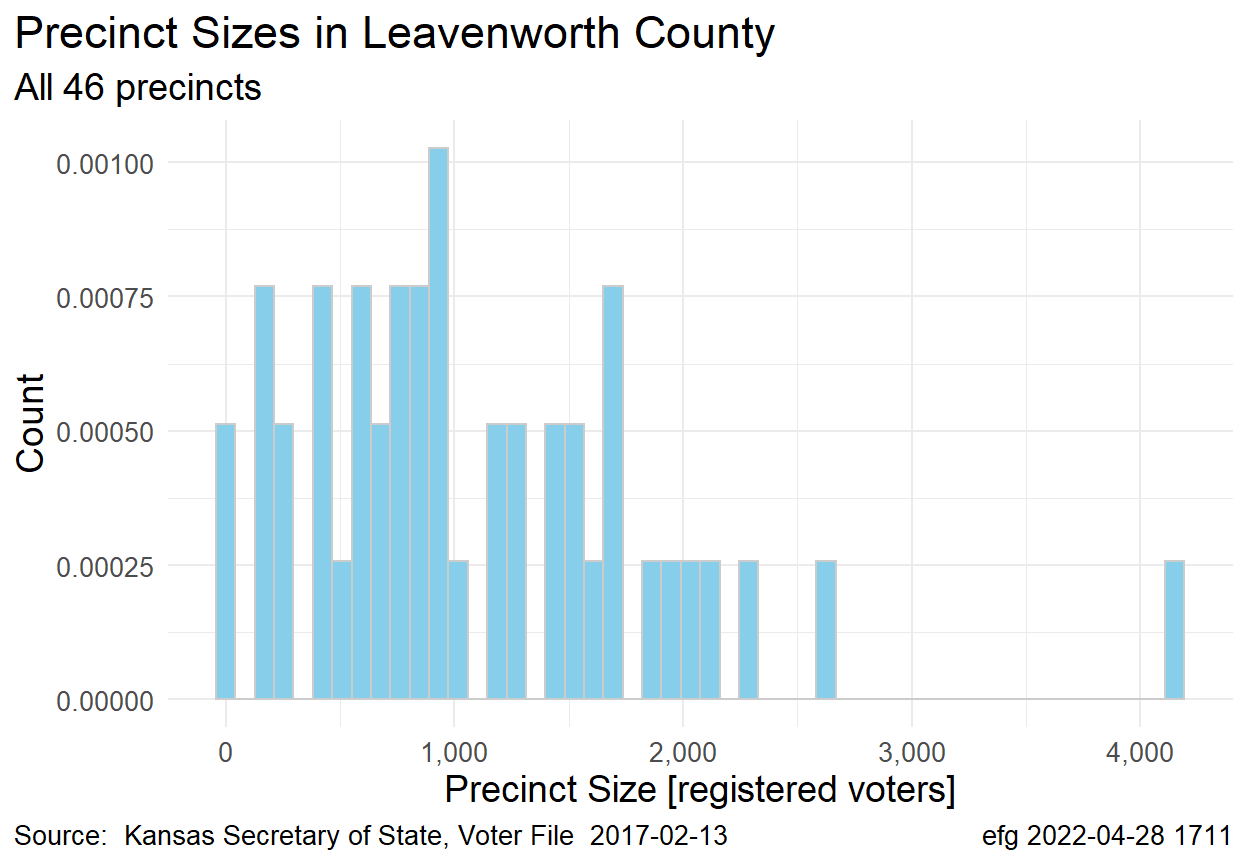 Precinct Sizes in Leavenworth County
All 46 precincts
0.00100
0.00075
0.00050
0.00025
0.00000
Count
0 1,000 2,000 3,000 4,000
Precinct Size [registered voters]
Source:  Kansas Secretary of State, Voter File  2017-02-13
efg 2022-04-28 1711